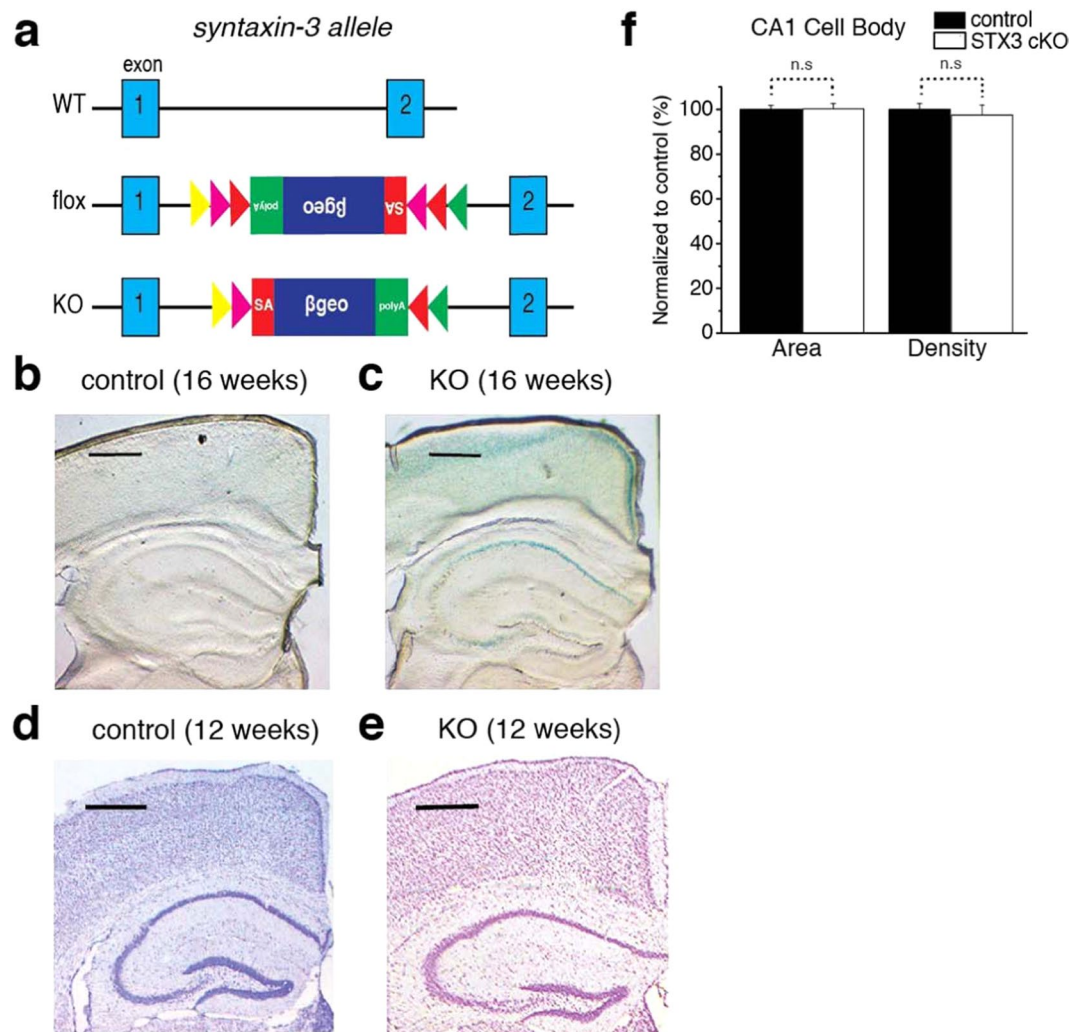 a
syntaxin-3 allele
exon
WT
1
2
flox
1
polyA
βgeo
SA
2
KO
1
SA
βgeo
polyA
2
b
control (16 weeks)
c
KO (16 weeks)
d
control (12 weeks)
e
KO (12 weeks)
f
CA1 Cell Body
control
STX3 cKO
n.s
n.s
Normalized to control (%)
100
80
60
40
20
0
Area
Density